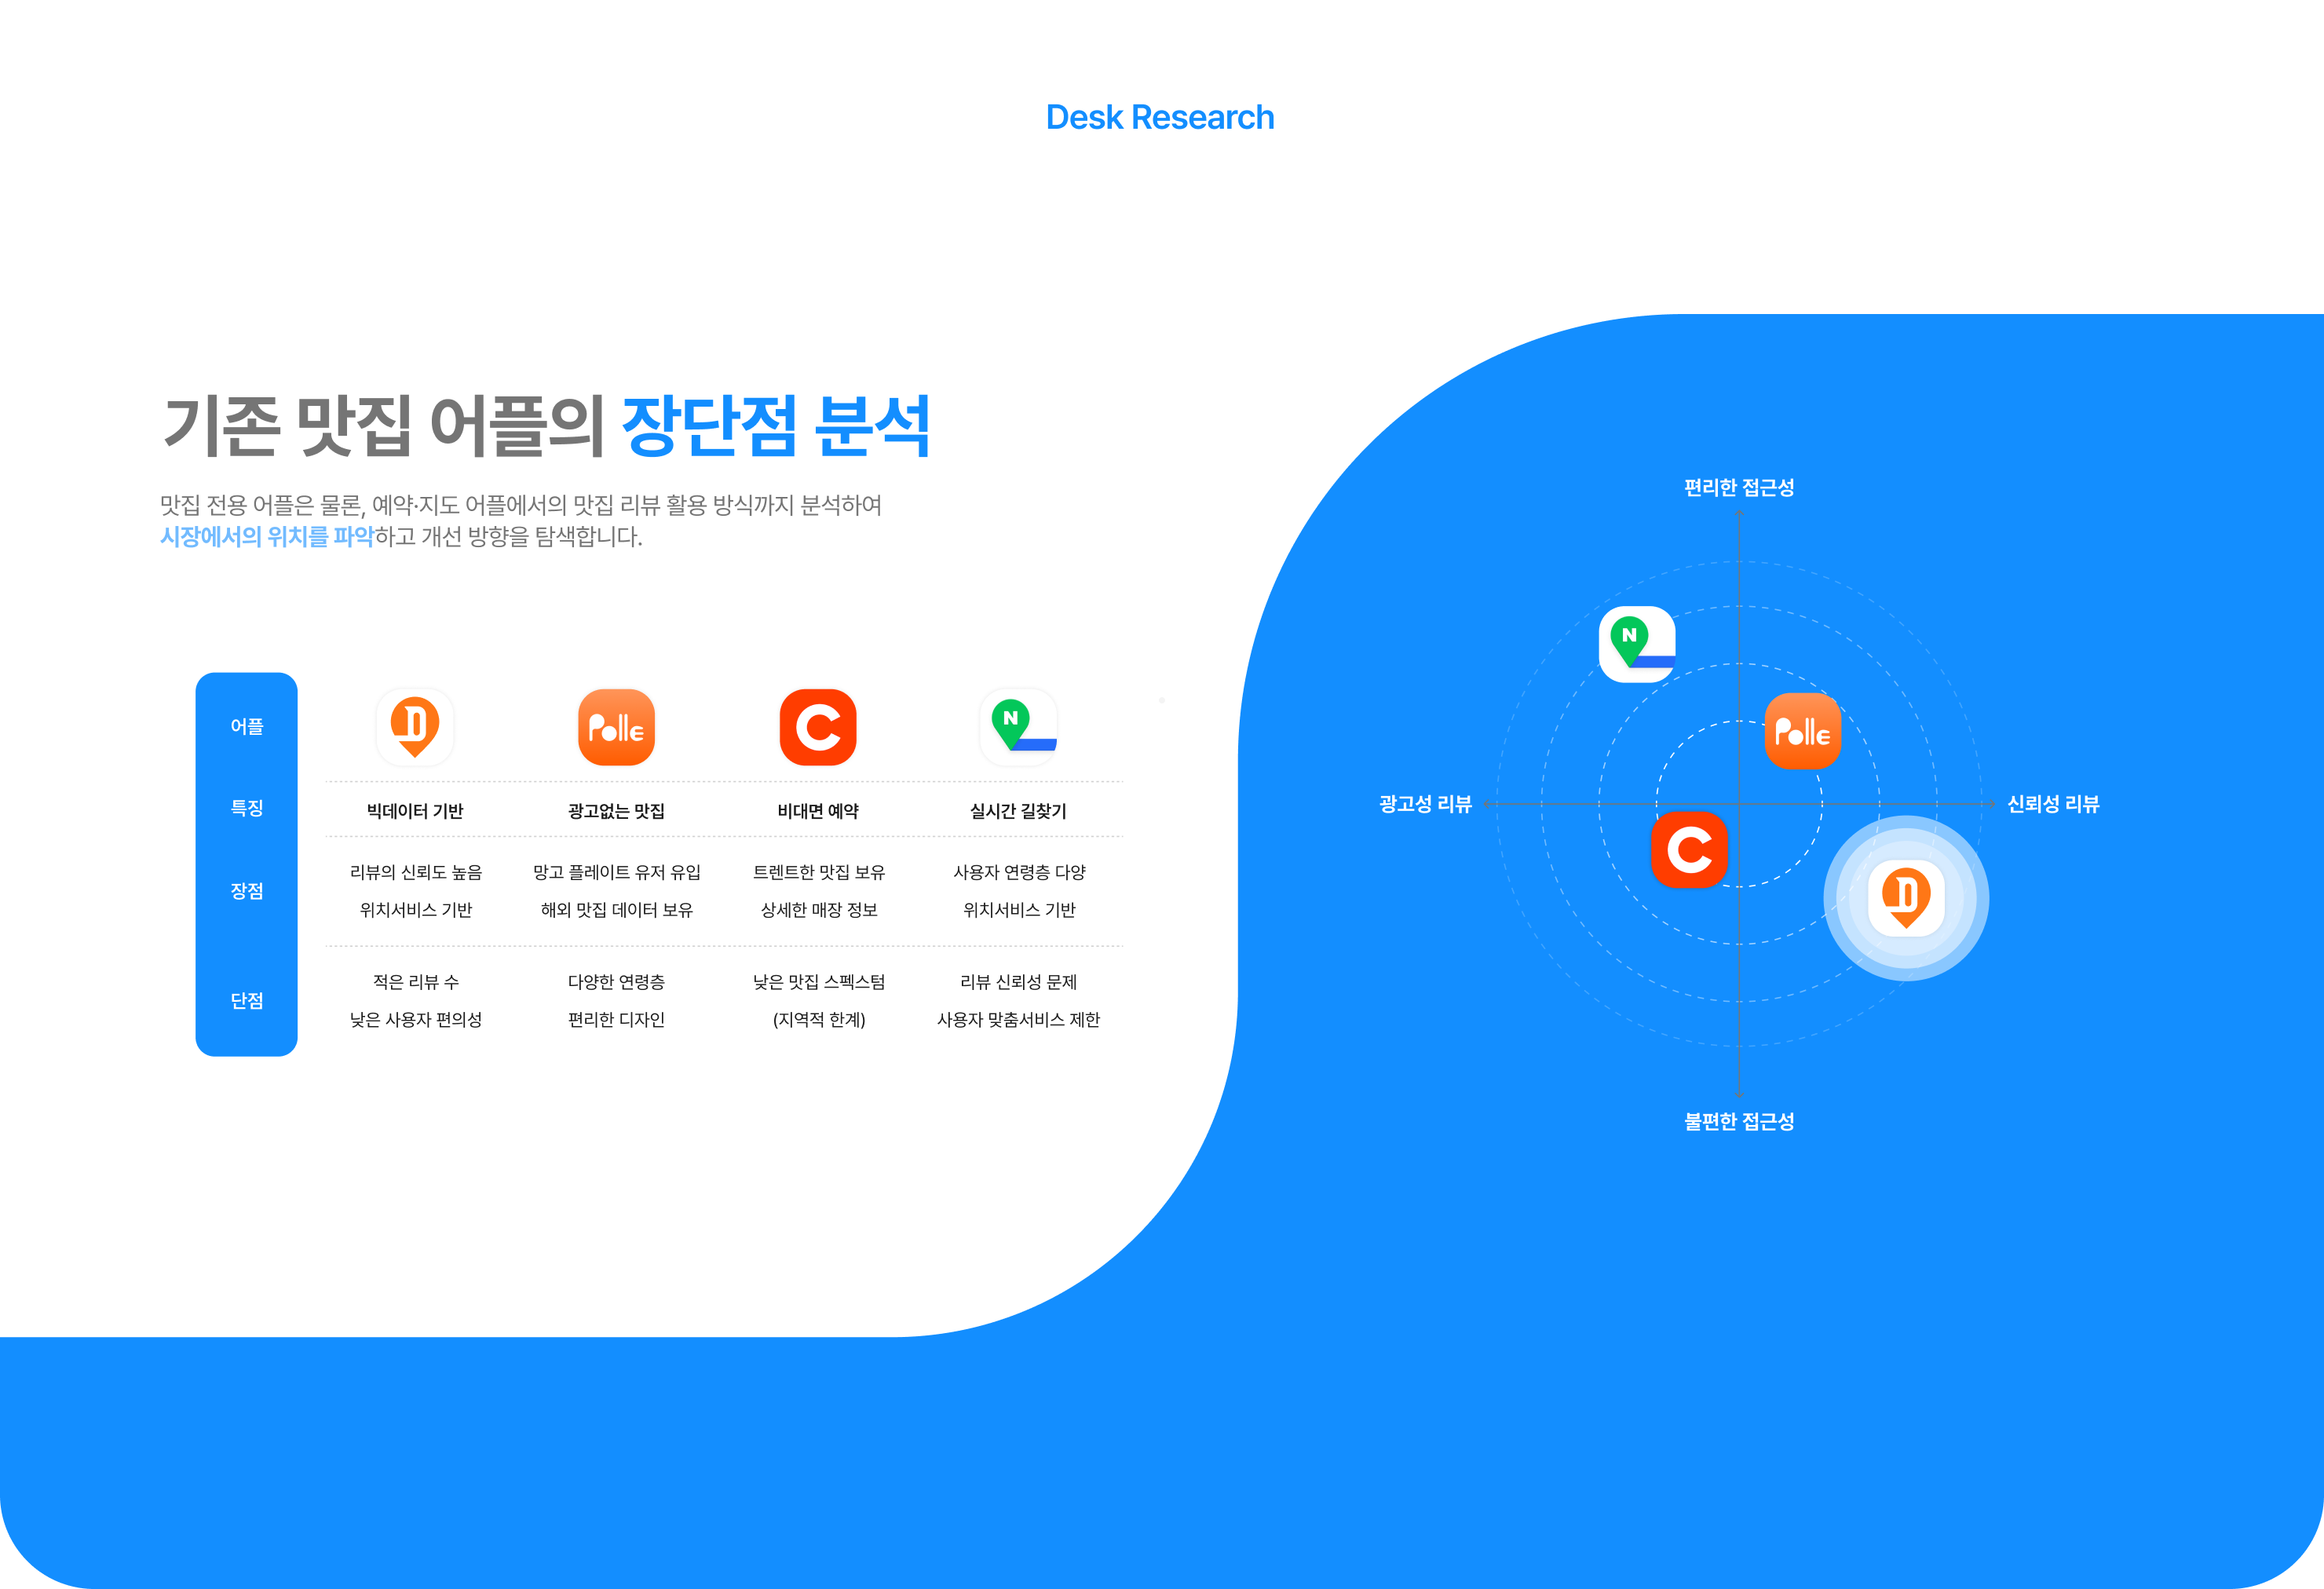 Desk Research
기존 맛집 어플의 장단점 분석
맛집 전용 어플은 물론, 예약·지도 어플에서의 맛집 리뷰 활용 방식까지 분석하여
시장에서의 위치를 파악하고 개선 방향을 탐색합니다.
어플
D
Polle
C
N
특징
빅데이터 기반
광고없는 맛집
비대면 예약
실시간 길찾기
장점
리뷰의 신뢰도 높음
망고 플레이트 유저 유입
트렌트한 맛집 보유
사용자 연령층 다양
위치서비스 기반
해외 맛집 데이터 보유
상세한 매장 정보
위치서비스 기반
단점
적은 리뷰 수
다양한 연령층
낮은 맛집 스펙스텀
리뷰 신뢰성 문제
낮은 사용자 편의성
편리한 디자인
(지역적 한계)
사용자 맞춤서비스 제한
편리한 접근성
N
Polle
광고성 리뷰
신뢰성 리뷰
C
D
불편한 접근성